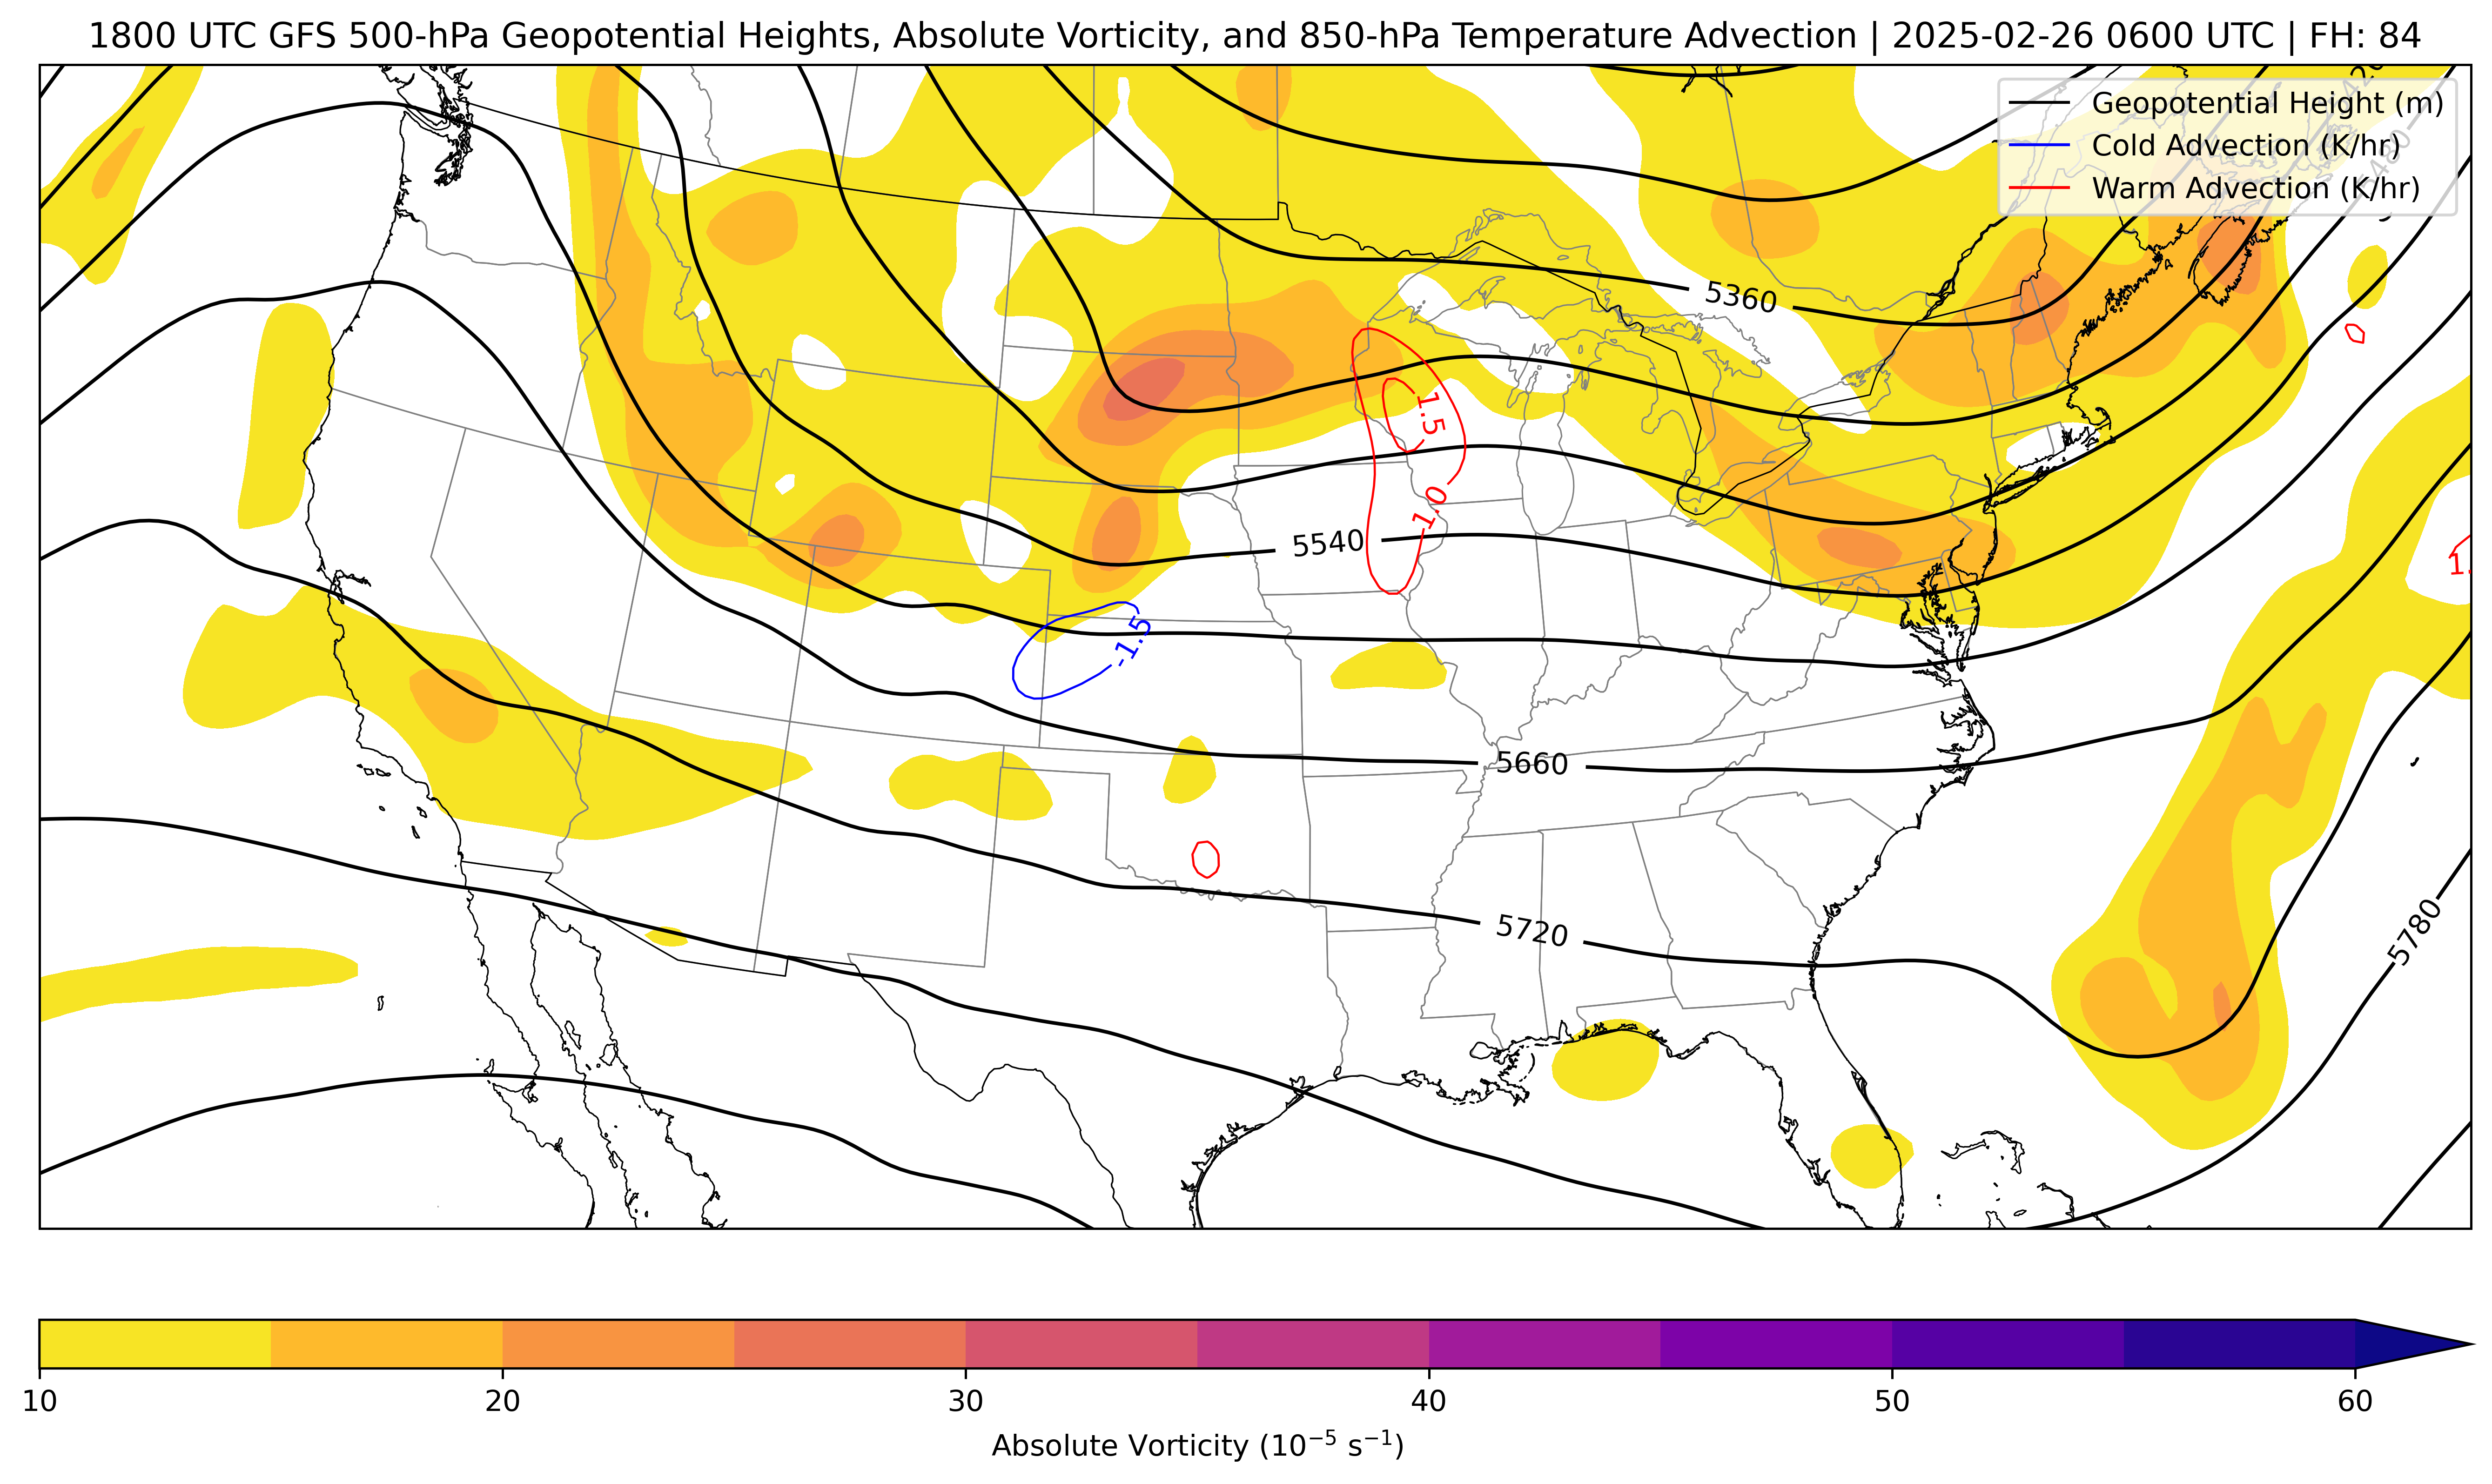 1800 UTC GFS 500-hPa Geopotential Heights, Absolute Vorticity, and 850-hPa Temperature Advection | 2025-02-26 0600 UTC | FH: 84
Geopotential Height (m)
Cold Advection (K/hr)
Warm Advection (K/hr)
5480
5360
1.5
1.0
5540
1.
-1.5
5660
5720
5780
10 20 30 40 50 60
Absolute Vorticity (10⁻⁵ s⁻¹)